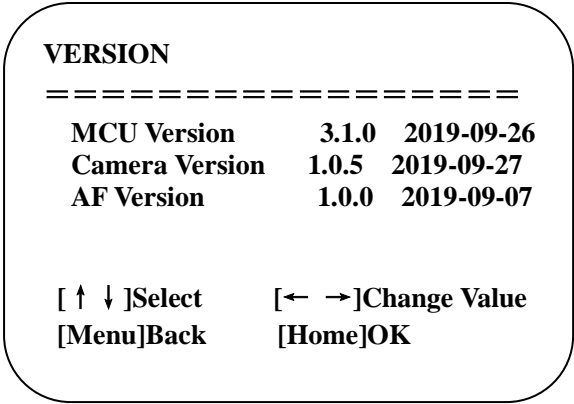 VERSION
=================
MCU Version 3.1.0 2019-09-26
Camera Version 1.0.5 2019-09-27
AF Version 1.0.0 2019-09-07
[↑ ↓]Select [← →]Change Value
[Menu]Back [Home]OK